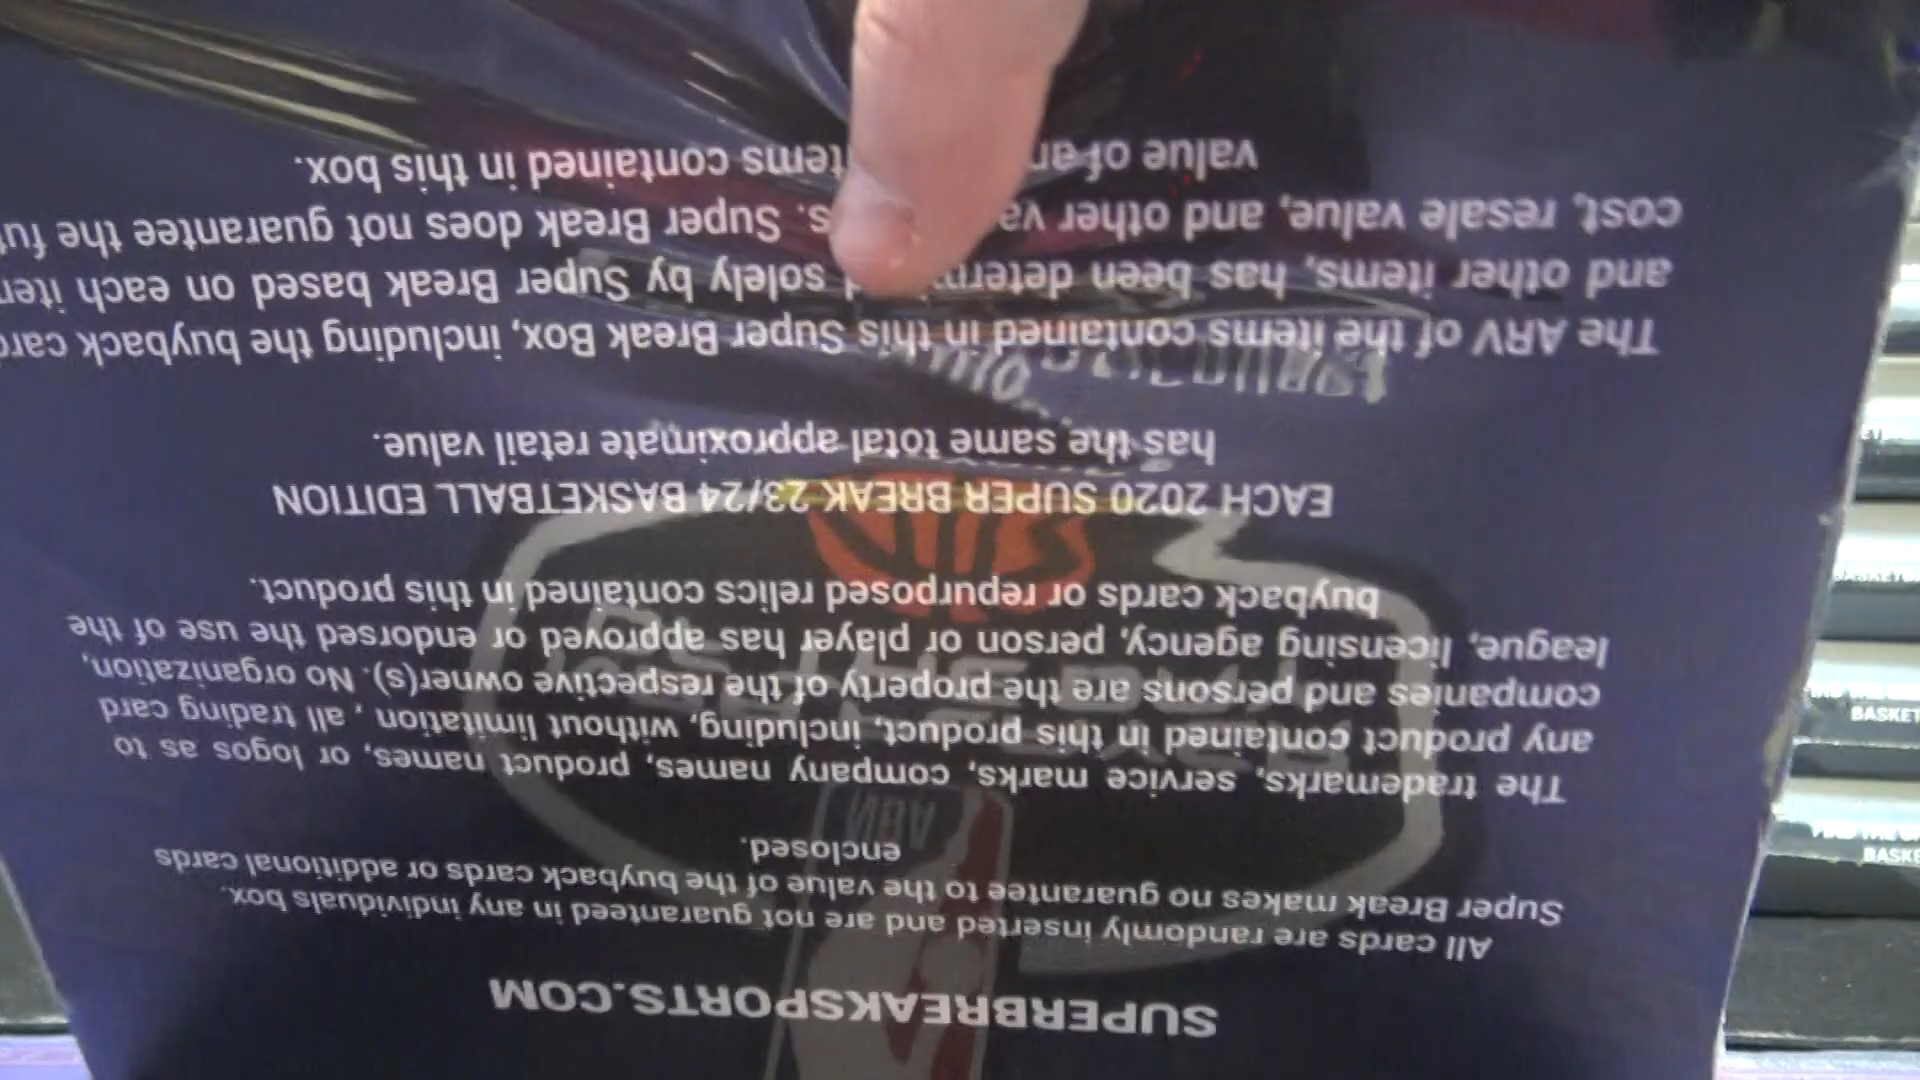 SUPERBREAKSPORTS.COM
All cards are randomly inserted and are not guaranteed in any individuals box.
Super Break makes no guarantee to the value of the buyback cards or additional cards
enclosed.
The trademarks, service marks, company names, product names, or logos as to
any product contained in this product, including, without limitation, all trading card
companies and persons are the property of the respective owner(s). No organization,
league, licensing agency, person or player has approved or endorsed the use of the
buyback cards or repurposed relics contained in this product.
EACH 2020 SUPER BREAK 23/24 BASKETBALL EDITION
has the same total approximate retail value.
The ARV of the items contained in this Super Break Box, including the buyback
and other items, has been solely by Super Break based on each
cost, resale value, and other Super Break does not guarantee the
value of items contained in this box.